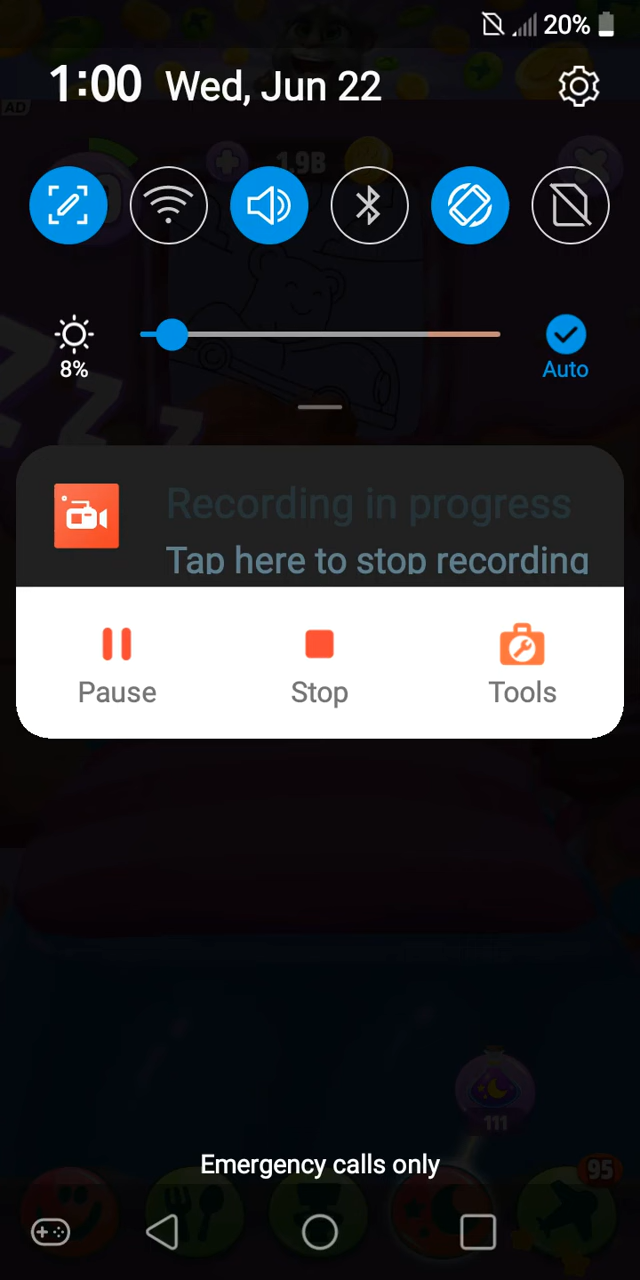 20%
1:00 Wed, Jun 22
AD
1.9B
8%
Auto
Recording in progress
Tap here to stop recording
Pause
Stop
Tools
111
Emergency calls only
95